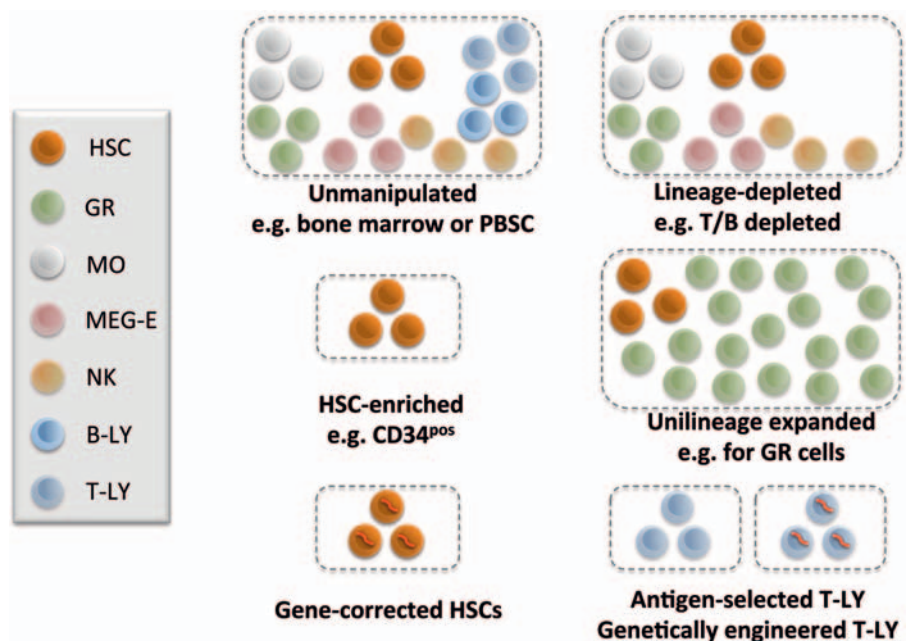 HSC
GR
MO
MEG-E
NK
B-LY
T-LY
Unmanipulated
e.g. bone marrow or PBSC
Lineage-depleted
e.g. T/B depleted
HSC-enriched
e.g. CD34pos
Unilineage expanded
e.g. for GR cells
Gene-corrected HSCs
Antigen-selected T-LY
Genetically engineered T-LY